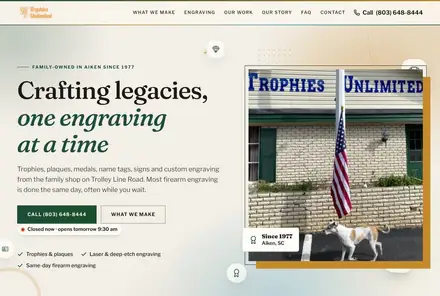 Trophies
Unlimited
WHAT WE MAKE
ENGRAVING
OUR WORK
OUR STORY
FAQ
CONTACT
Call (803) 648-8444
FAMILY-OWNED IN AIKEN SINCE 1977
Crafting legacies,
one engraving
at a time
Trophies, plaques, medals, name tags, signs and custom engraving
from the family shop on Trolley Line Road. Most firearm engraving
is done the same day, often while you wait.
CALL (803) 648-8444
WHAT WE MAKE
Closed now · opens tomorrow 9:30 am
Trophies & plaques
Laser & deep-etch engraving
Same-day firearm engraving
TROPHIES UNLIMITED
Since 1977
Aiken, SC